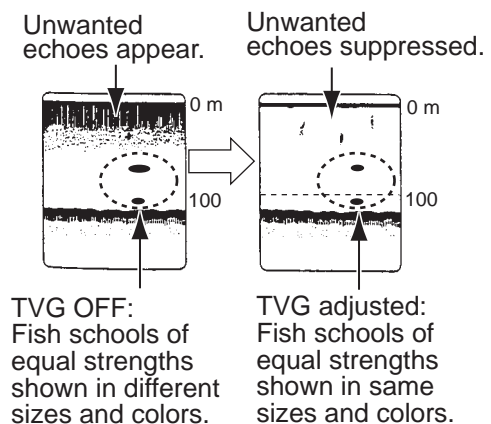 Unwanted
echoes appear.
Unwanted
echoes suppressed.
0 m
100
0 m
100
TVG OFF:
Fish schools of
equal strengths
shown in different
sizes and colors.
TVG adjusted:
Fish schools of
equal strengths
shown in same
sizes and colors.